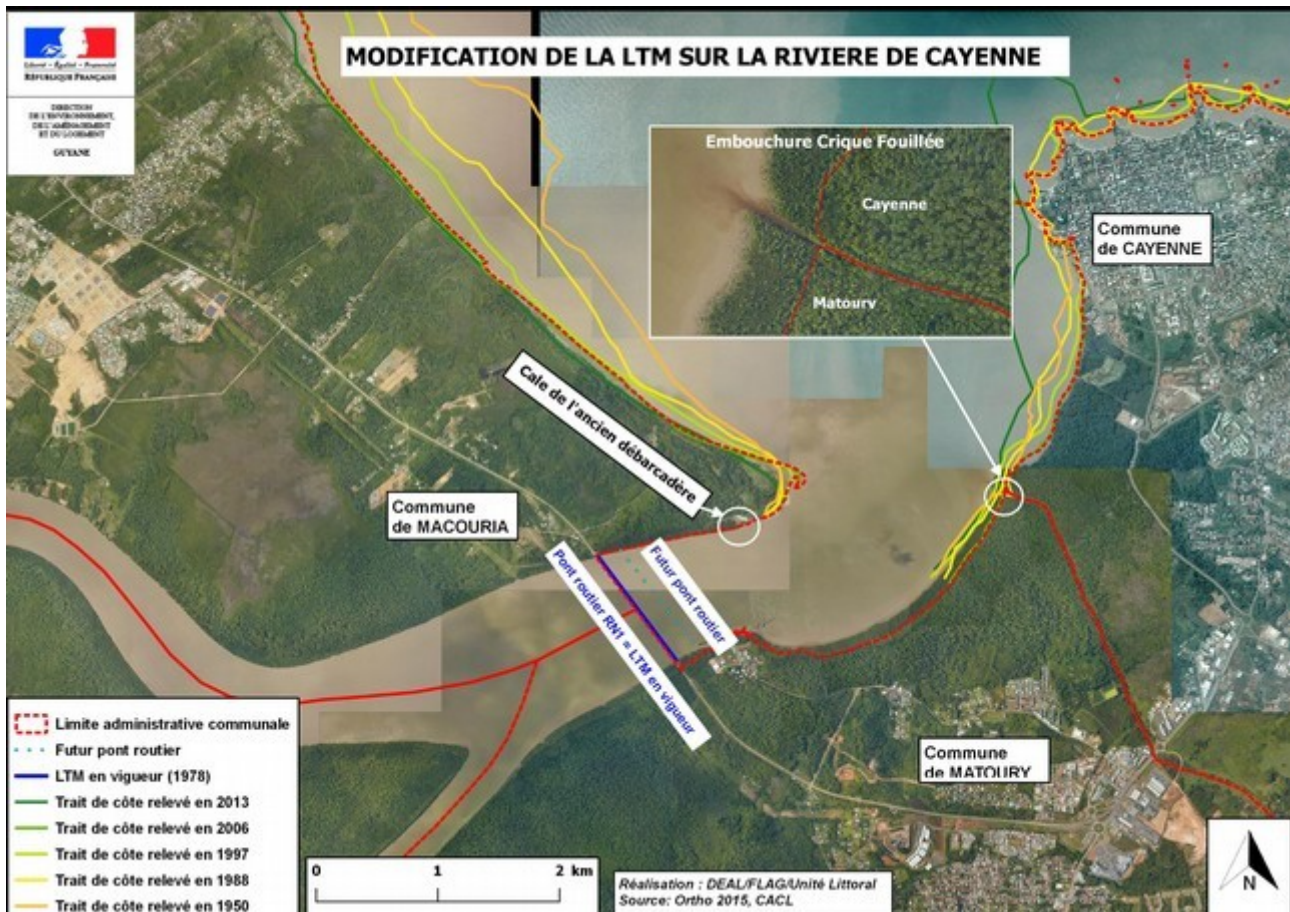 Liberté • Égalité • Fraternité
RÉPUBLIQUE FRANÇAISE
DIRECTION
DE L'ENVIRONNEMENT,
DE L'AMÉNAGEMENT
ET DU LOGEMENT
GUYANE
MODIFICATION DE LA LTM SUR LA RIVIERE DE CAYENNE
Embouchure Crique Fouillée
Cayenne
Matoury
Commune
de CAYENNE
Cale de l'ancien débarcadère
Commune
de MACOURIA
Futur pont routier
Pont routier RN1 = LTM en vigueur
Commune
de MATOURY
Limite administrative communale
Futur pont routier
LTM en vigueur (1978)
Trait de côte relevé en 2013
Trait de côte relevé en 2006
Trait de côte relevé en 1997
Trait de côte relevé en 1988
Trait de côte relevé en 1950
0 1 2 km
Réalisation : DEAL/FLAG/Unité Littoral
Source: Ortho 2015, CACL
N